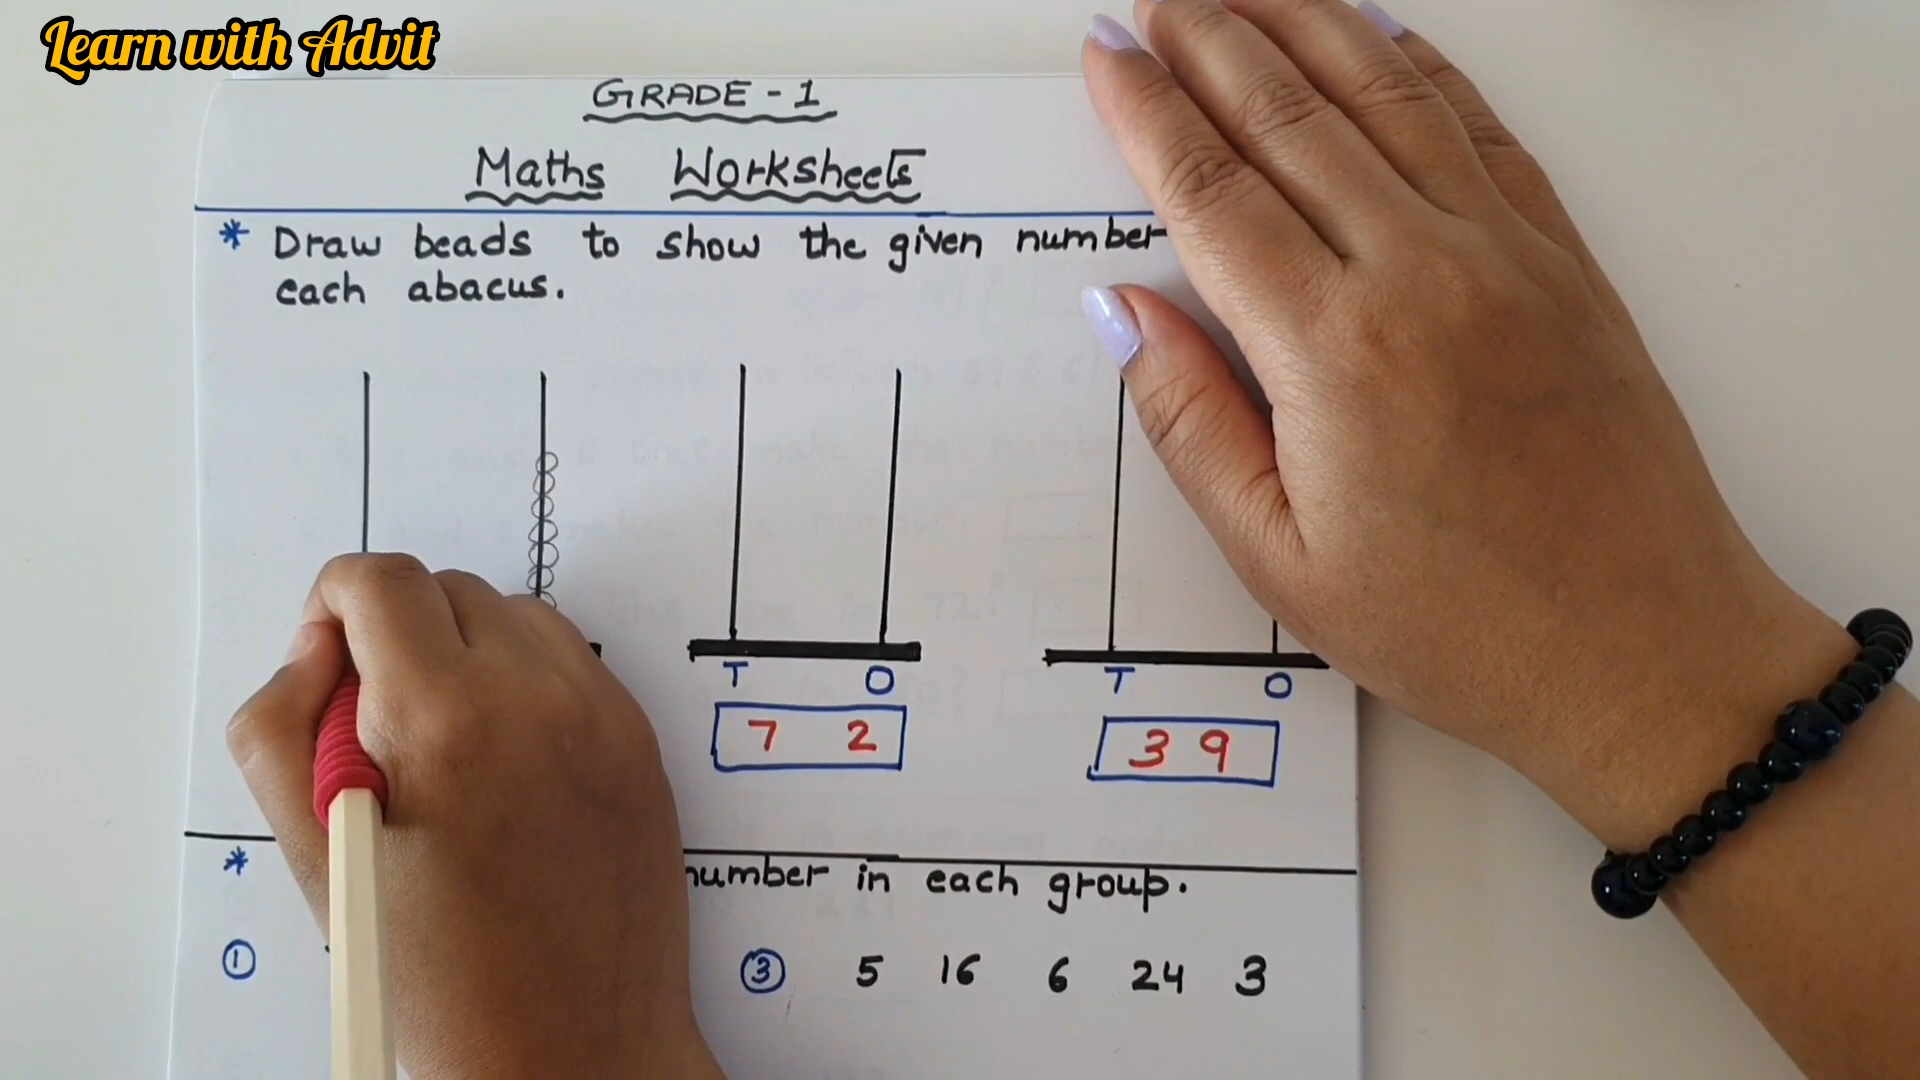 Learn with Advit
GRADE - 1
Maths Worksheets
* Draw beads to show the given number
each abacus.
T O T O
7 2 3 9
* number in each group.
① ③ 5 16 6 24 3